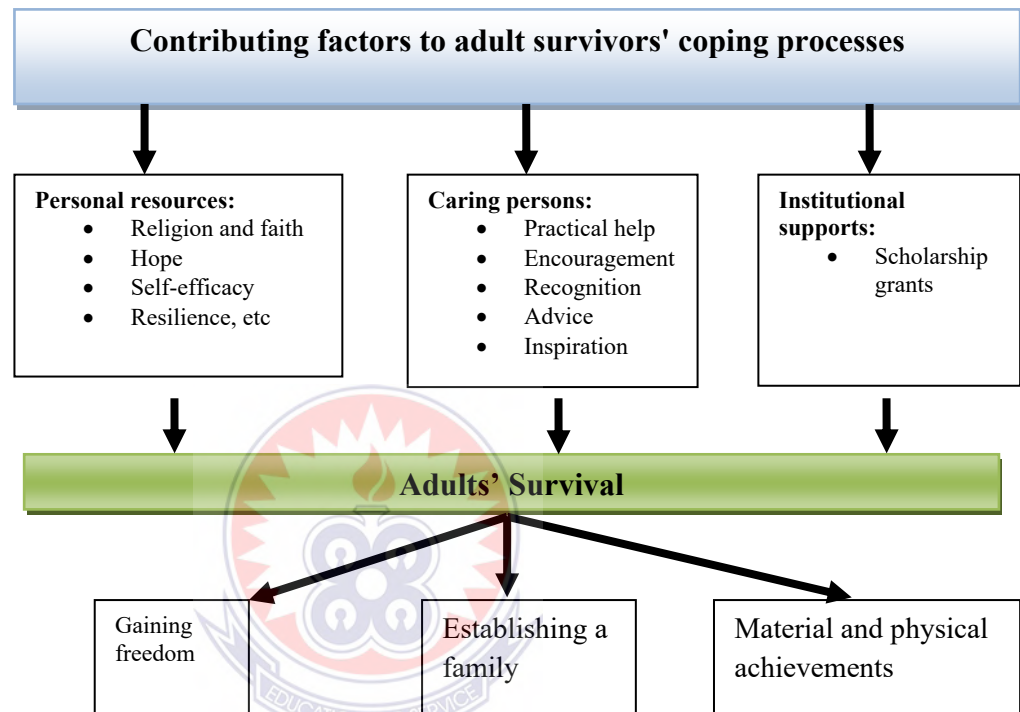 Contributing factors to adult survivors' coping processes
Personal resources:
• Religion and faith
• Hope
• Self-efficacy
• Resilience, etc
Caring persons:
• Practical help
• Encouragement
• Recognition
• Advice
• Inspiration
Institutional
supports:
• Scholarship
grants
Adults’ Survival
Gaining
freedom
Establishing a
family
Material and physical
achievements